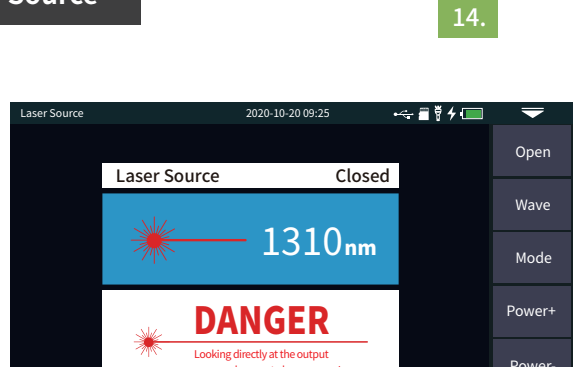 Source
14.
Laser Source 2020-10-20 09:25
Open
Laser Source Closed
Wave
1310nm
Mode
DANGER
Power+
Looking directly at the output
Power-